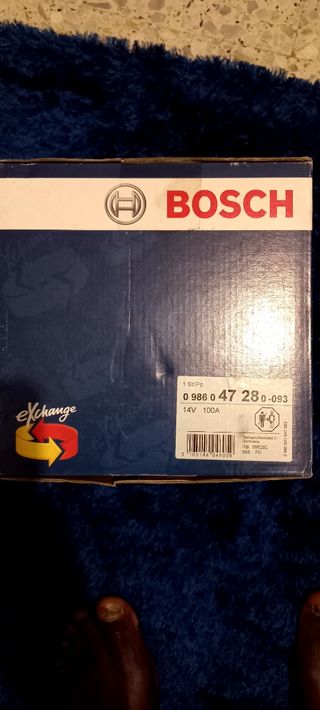 BOSCH
eXchange
1 St/Pc
0 986 0 47 28 0 -093
14V 100A
Remanufactured in
Germany